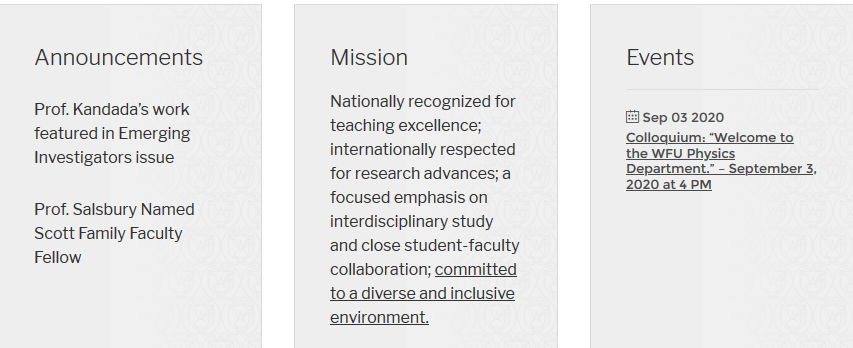 Announcements
Prof. Kandada’s work
featured in Emerging
Investigators issue
Prof. Salsbury Named
Scott Family Faculty
Fellow
Mission
Nationally recognized for
teaching excellence;
internationally respected
for research advances; a
focused emphasis on
interdisciplinary study
and close student-faculty
collaboration; committed
to a diverse and inclusive
environment.
Events
Sep 03 2020
Colloquium: “Welcome to
the WFU Physics
Department.” – September 3,
2020 at 4 PM